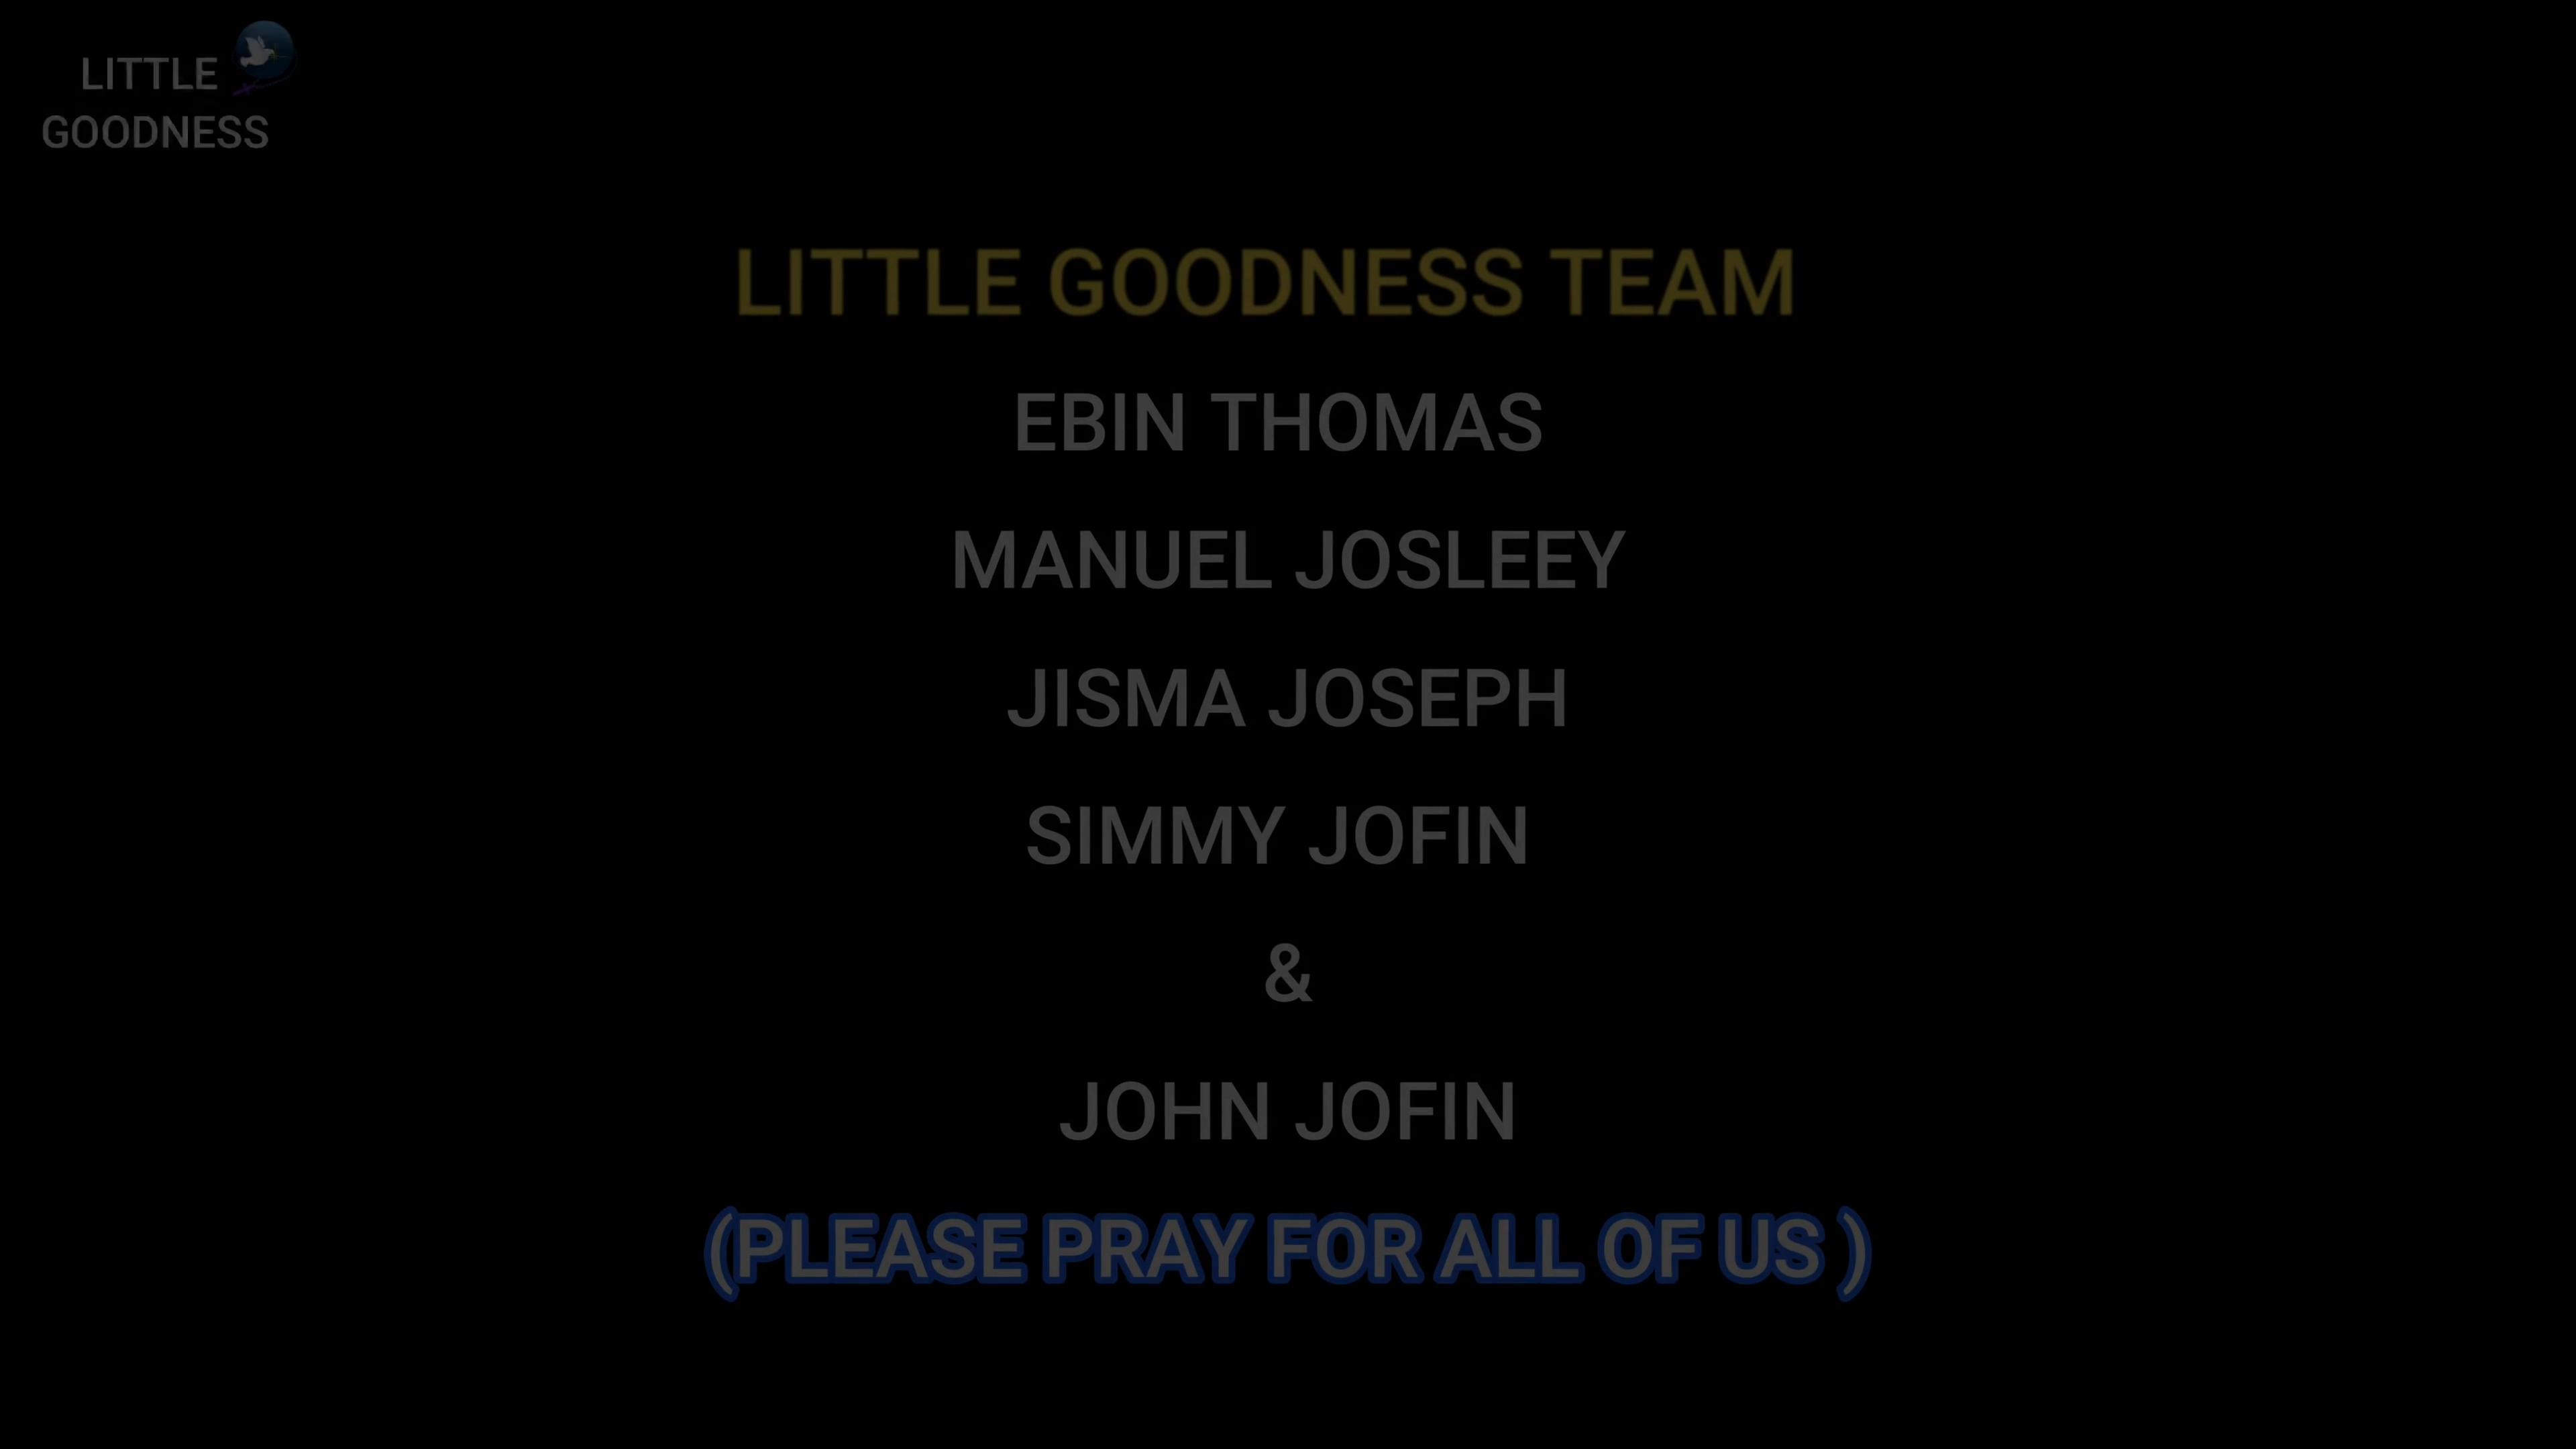 LITTLE
GOODNESS
LITTLE GOODNESS TEAM
EBIN THOMAS
MANUEL JOSLEEY
JISMA JOSEPH
SIMMY JOFIN
&
JOHN JOFIN
(PLEASE PRAY FOR ALL OF US )